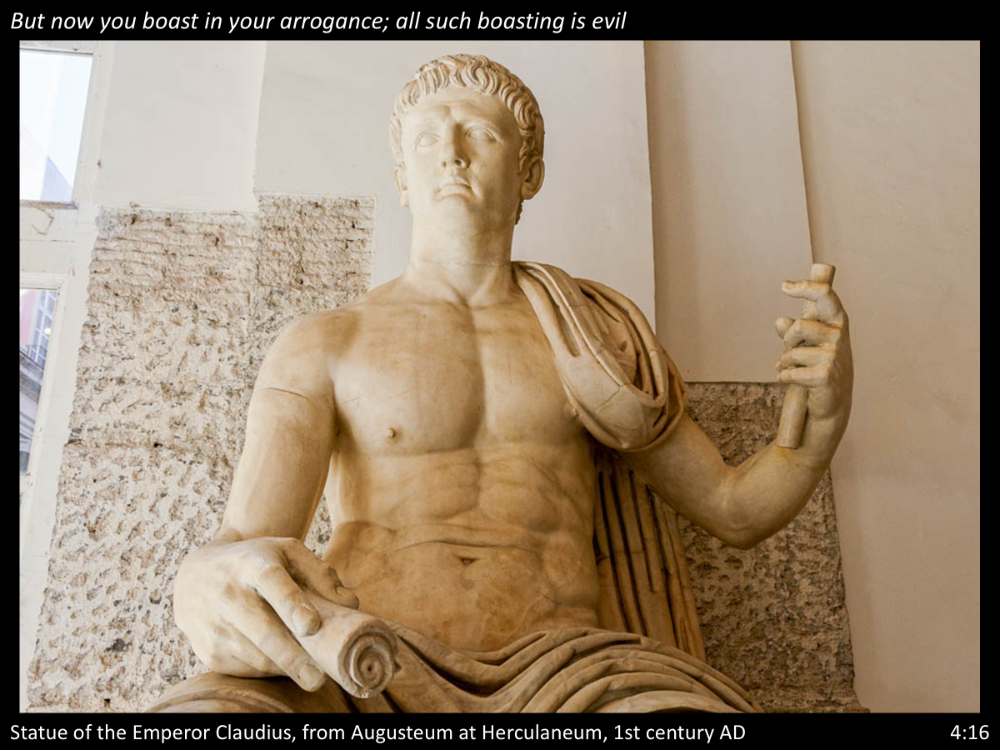 But now you boast in your arrogance; all such boasting is evil
Statue of the Emperor Claudius, from Augusteum at Herculaneum, 1st century AD
4:16